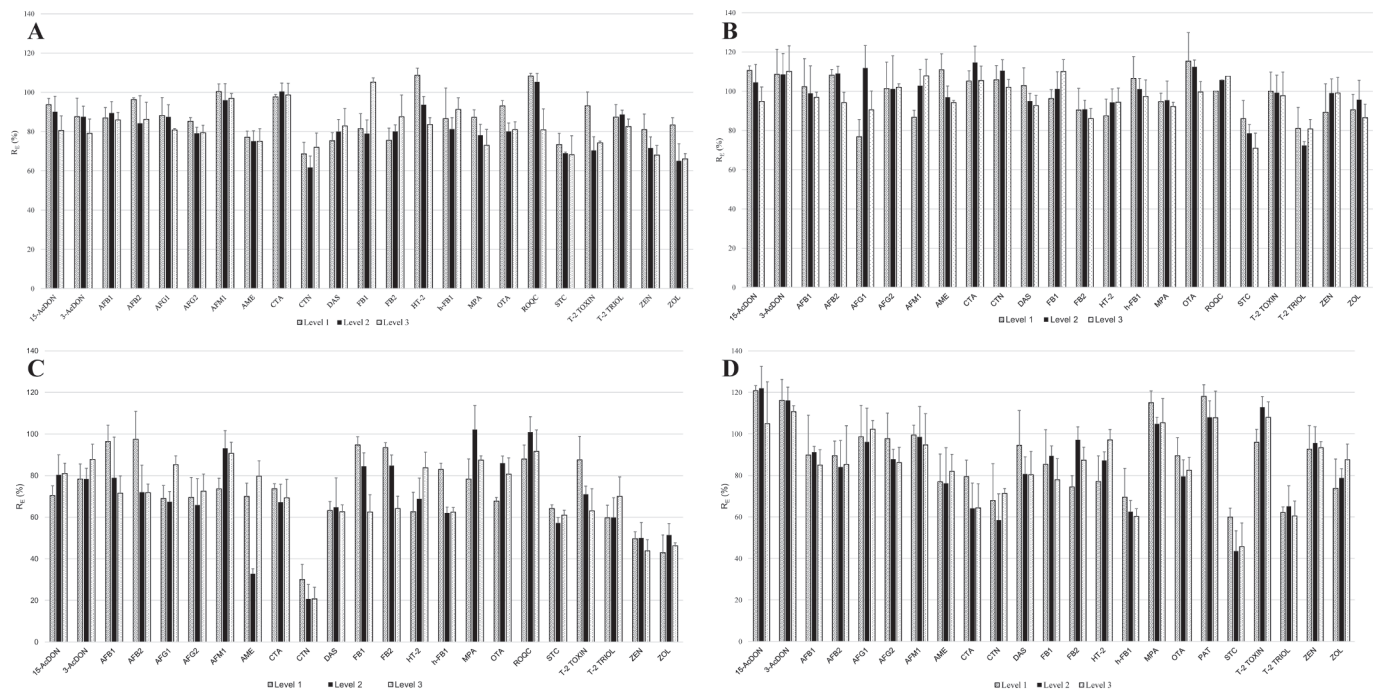 A
140
120
100
80
60
40
20
0
R_E (%)
15-AcDON 3-AcDON AFB1 AFB2 AFG1 AFG2 AFM1 AME CTA CTN DAS FB1 FB2 HT-2 h-FB1 MPA OTA ROQC STC T-2 TOXIN T-2 TRIOL ZEN ZOL
Level 1 Level 2 Level 3
B
140
120
100
80
60
40
20
0
R_E (%)
15-AcDON 3-AcDON AFB1 AFB2 AFG1 AFG2 AFM1 AME CTA CTN DAS FB1 FB2 HT-2 h-FB1 MPA OTA ROQC STC T-2 TOXIN T-2 TRIOL ZEN ZOL
Level 1 Level 2 Level 3
C
140
120
100
80
60
40
20
0
R_E (%)
15-AcDON 3-AcDON AFB1 AFB2 AFG1 AFG2 AFM1 AME CTA CTN DAS FB1 FB2 HT-2 h-FB1 MPA OTA ROQC STC T-2 TOXIN T-2 TRIOL ZEN ZOL
Level 1 Level 2 Level 3
D
140
120
100
80
60
40
20
0
R_E (%)
15-AcDON 3-AcDON AFB1 AFB2 AFG1 AFG2 AFM1 AME CTA CTN DAS FB1 FB2 HT-2 h-FB1 MPA OTA PAT STC T-2 TOXIN T-2 TRIOL ZEN ZOL
Level 1 Level 2 Level 3